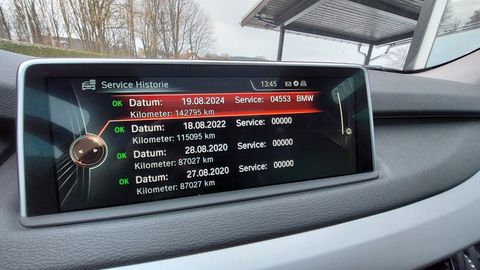 Service Historie 13:45
OK Datum: 19.08.2024 Service: 04553 BMW
Kilometer: 142795 km
OK Datum: 18.08.2022 Service: 00000
Kilometer: 115095 km
OK Datum: 28.08.2020 Service: 00000
Kilometer: 87027 km
OK Datum: 27.08.2020 Service: 00000
Kilometer: 87027 km